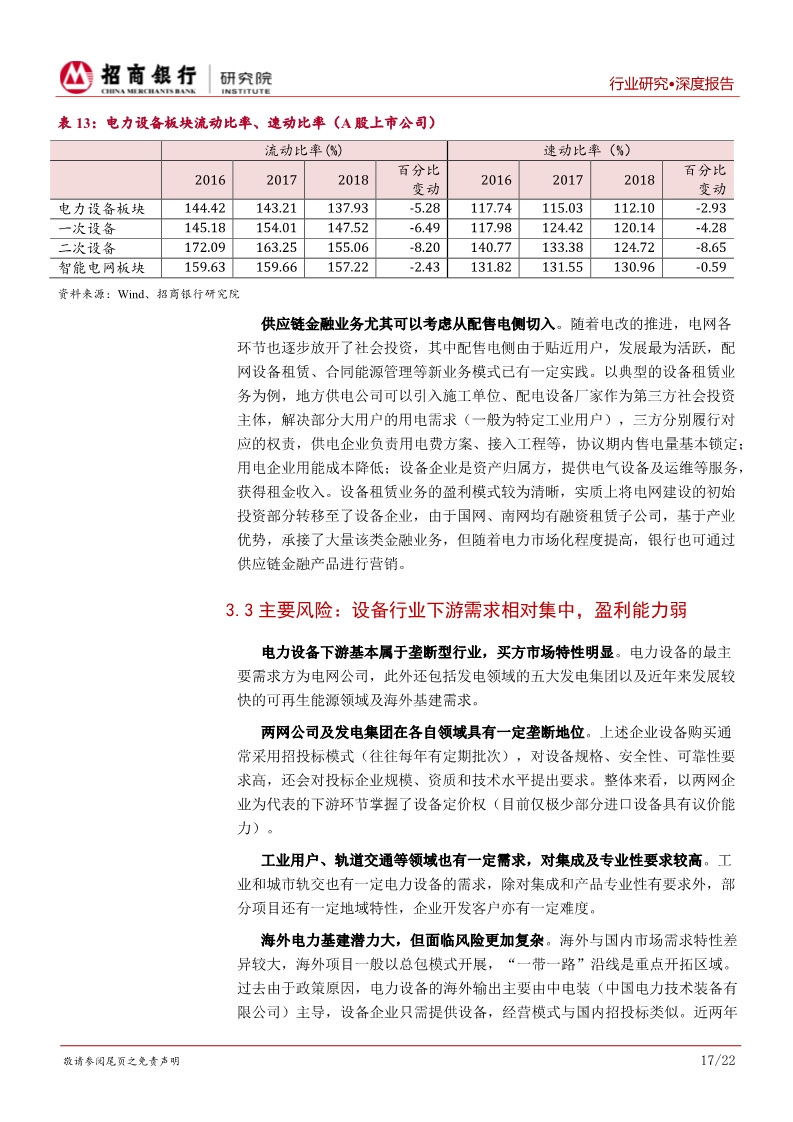 招商银行 研究院
CHINA MERCHANTS BANK INSTITUTE
行业研究•深度报告
表 13：电力设备板块流动比率、速动比率（A 股上市公司）
流动比率(%) 速动比率（%）
2016 2017 2018 百分比变动 2016 2017 2018 百分比变动
电力设备板块 144.42 143.21 137.93 -5.28 117.74 115.03 112.10 -2.93
一次设备 145.18 154.01 147.52 -6.49 117.98 124.42 120.14 -4.28
二次设备 172.09 163.25 155.06 -8.20 140.77 133.38 124.72 -8.65
智能电网板块 159.63 159.66 157.22 -2.43 131.82 131.55 130.96 -0.59
资料来源：Wind、招商银行研究院
供应链金融业务尤其可以考虑从配售电侧切入。随着电改的推进，电网各
环节也逐步放开了社会投资，其中配售电侧由于贴近用户，发展最为活跃，配
网设备租赁、合同能源管理等新业务模式已有一定实践。以典型的设备租赁业
务为例，地方供电公司可以引入施工单位、配电设备厂家作为第三方社会投资
主体，解决部分大用户的用电需求（一般为特定工业用户），三方分别履行对
应的权责，供电企业负责用电费方案、接入工程等，协议期内售电量基本锁定；
用电企业用能成本降低；设备企业是资产归属方，提供电气设备及运维等服务，
获得租金收入。设备租赁业务的盈利模式较为清晰，实质上将电网建设的初始
投资部分转移至了设备企业，由于国网、南网均有融资租赁子公司，基于产业
优势，承接了大量该类金融业务，但随着电力市场化程度提高，银行也可通过
供应链金融产品进行营销。
3.3 主要风险：设备行业下游需求相对集中，盈利能力弱
电力设备下游基本属于垄断型行业，买方市场特性明显。电力设备的最主
要需求方为电网公司，此外还包括发电领域的五大发电集团以及近年来发展较
快的可再生能源领域及海外基建需求。
两网公司及发电集团在各自领域具有一定垄断地位。上述企业设备购买通
常采用招投标模式（往往每年有定期批次），对设备规格、安全性、可靠性要
求高，还会对投标企业规模、资质和技术水平提出要求。整体来看，以两网企
业为代表的下游环节掌握了设备定价权（目前仅极少部分进口设备具有议价能
力）。
工业用户、轨道交通等领域也有一定需求，对集成及专业性要求较高。工
业和城市轨交也有一定电力设备的需求，除对集成和产品专业性有要求外，部
分项目还有一定地域特性，企业开发客户亦有一定难度。
海外电力基建潜力大，但面临风险更加复杂。海外与国内市场需求特性差
异较大，海外项目一般以总包模式开展，“一带一路”沿线是重点开拓区域。
过去由于政策原因，电力设备的海外输出主要由中电装（中国电力技术装备有
限公司）主导，设备企业只需提供设备，经营模式与国内招投标类似。近两年
敬请参阅尾页之免责声明
17/22